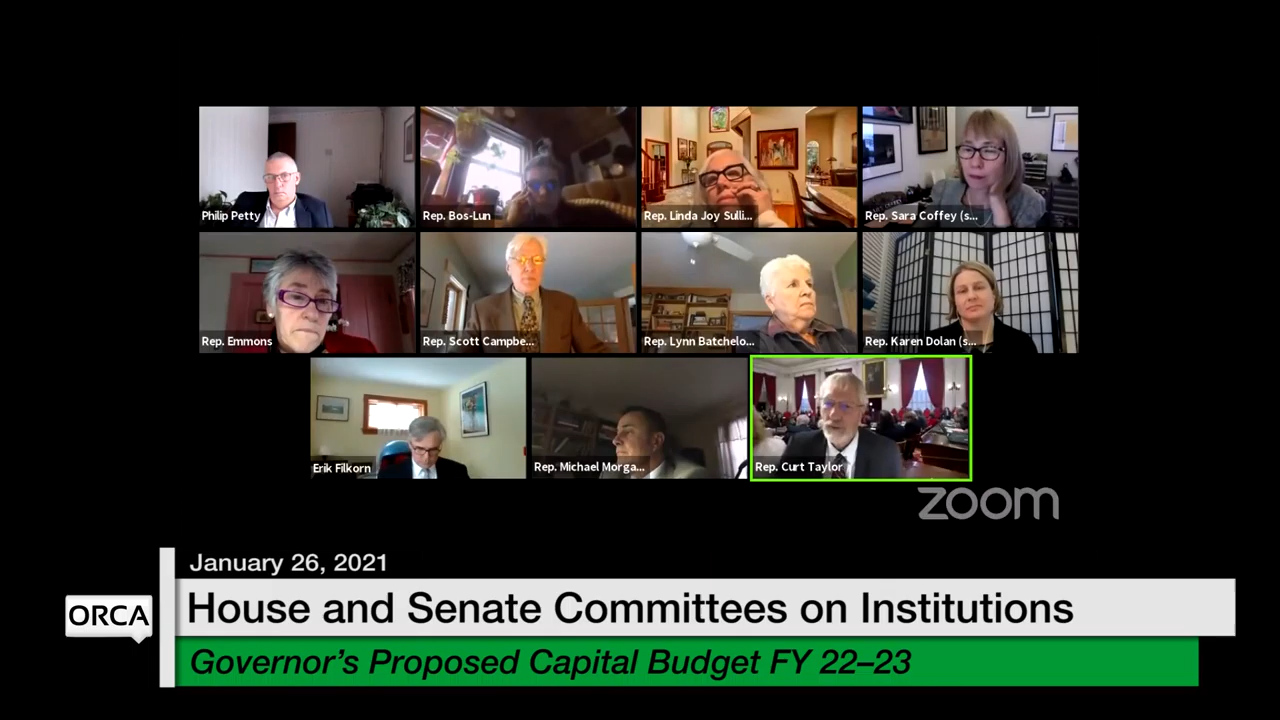 Philip Petty
Rep. Bos-Lun
Rep. Linda Joy Sulli...
Rep. Sara Coffey (s...
Rep. Emmons
Rep. Scott Campbe...
Rep. Lynn Batchelo...
Rep. Karen Dolan (s...
Erik Filkorn
Rep. Michael Morga...
Rep. Curt Taylor
zoom
January 26, 2021
ORCA
House and Senate Committees on Institutions
Governor's Proposed Capital Budget FY 22–23